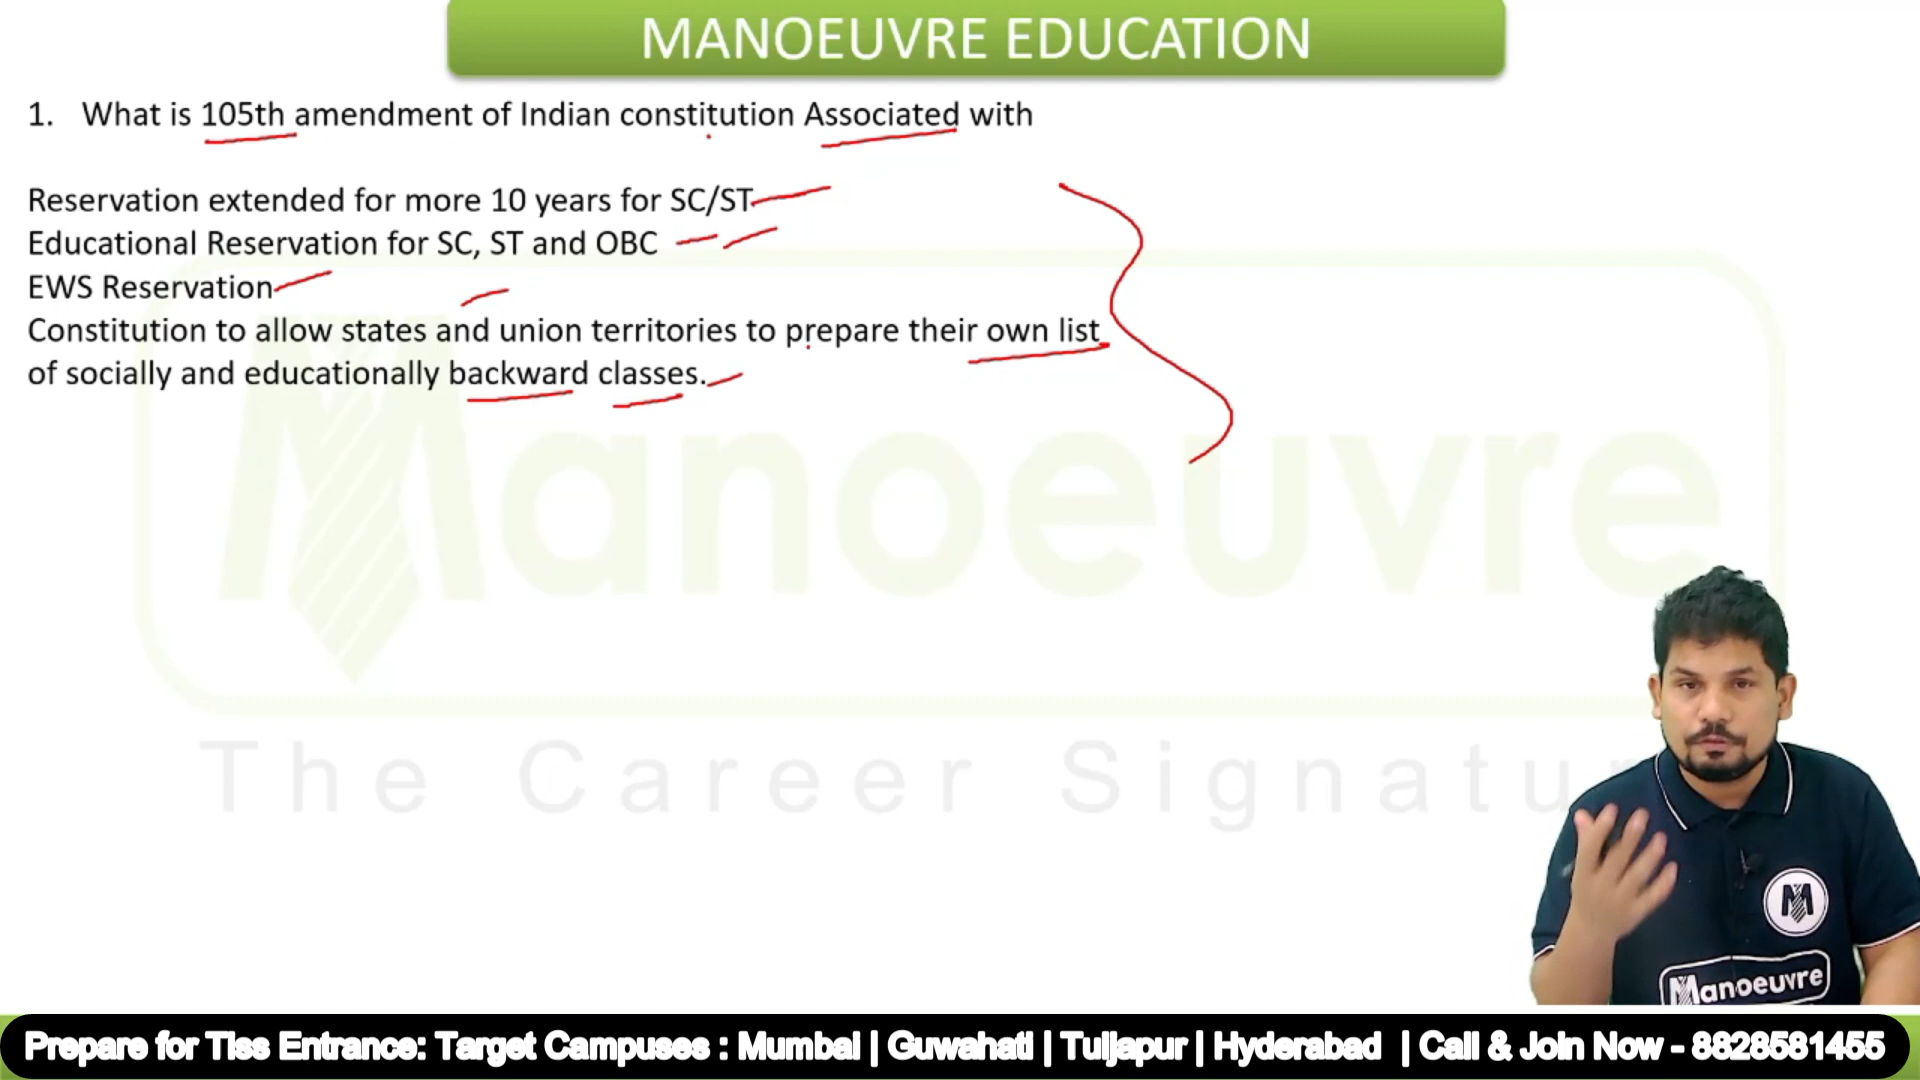 MANOEUVRE EDUCATION
1. What is 105th amendment of Indian constitution Associated with
Reservation extended for more 10 years for SC/ST
Educational Reservation for SC, ST and OBC
EWS Reservation
Constitution to allow states and union territories to prepare their own list
of socially and educationally backward classes.
Manoeuvre
The Career Signatu
M
Manoeuvre
Prepare for Tiss Entrance: Target Campuses : Mumbai | Guwahati | Tuljapur | Hyderabad | Call & Join Now - 8828581455